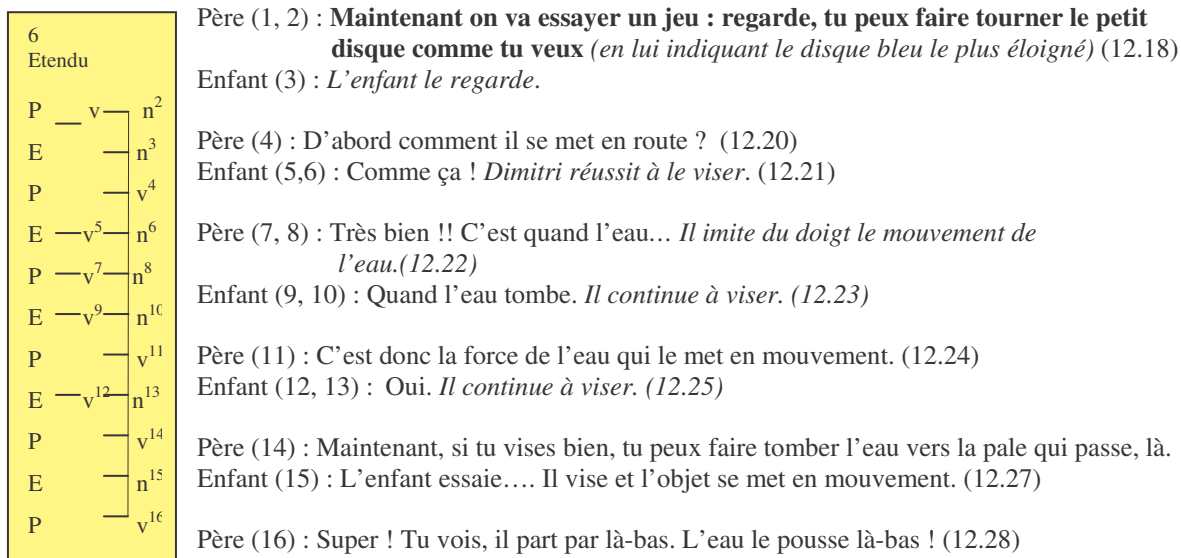 6
Etendu
P v n²
E n³
P v⁴
E v⁵ n⁶
P v⁷ n⁸
E v⁹ n¹⁰
P v¹¹
E v¹² n¹³
P v¹⁴
E n¹⁵
P v¹⁶
Père (1, 2) : Maintenant on va essayer un jeu : regarde, tu peux faire tourner le petit
disque comme tu veux (en lui indiquant le disque bleu le plus éloigné) (12.18)
Enfant (3) : L'enfant le regarde.
Père (4) : D'abord comment il se met en route ? (12.20)
Enfant (5,6) : Comme ça ! Dimitri réussit à le viser. (12.21)
Père (7, 8) : Très bien !! C'est quand l'eau… Il imite du doigt le mouvement de
l'eau.(12.22)
Enfant (9, 10) : Quand l'eau tombe. Il continue à viser. (12.23)
Père (11) : C'est donc la force de l'eau qui le met en mouvement. (12.24)
Enfant (12, 13) : Oui. Il continue à viser. (12.25)
Père (14) : Maintenant, si tu vises bien, tu peux faire tomber l'eau vers la pale qui passe, là.
Enfant (15) : L'enfant essaie…. Il vise et l'objet se met en mouvement. (12.27)
Père (16) : Super ! Tu vois, il part par là-bas. L'eau le pousse là-bas ! (12.28)